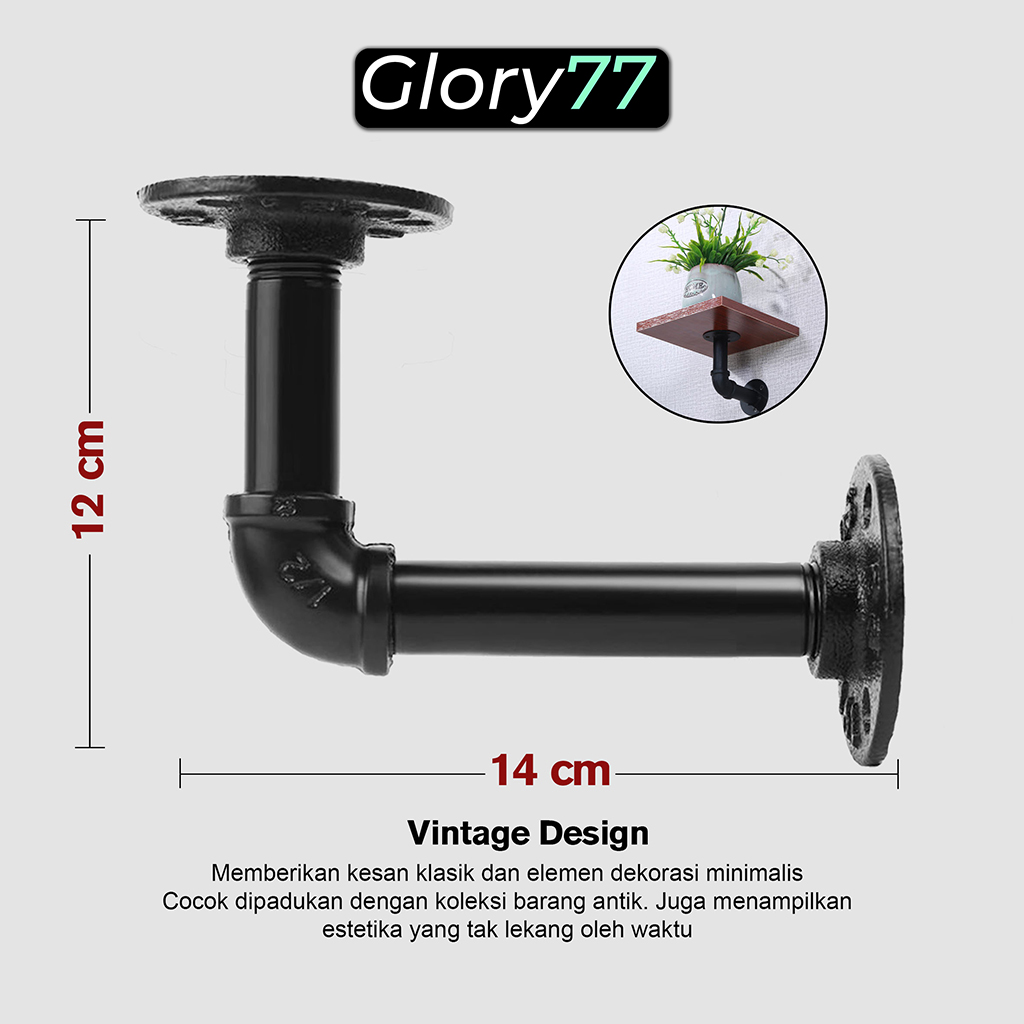 Glory77
12 cm
1/2
14 cm
Vintage Design
Memberikan kesan klasik dan elemen dekorasi minimalis
Cocok dipadukan dengan koleksi barang antik. Juga menampilkan
estetika yang tak lekang oleh waktu